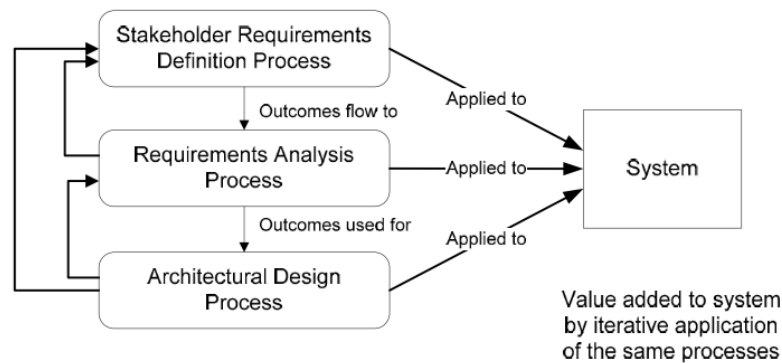 Stakeholder Requirements
Definition Process
Applied to
Outcomes flow to
Requirements Analysis
Process
Applied to
System
Outcomes used for
Applied to
Architectural Design
Process
Value added to system
by iterative application
of the same processes